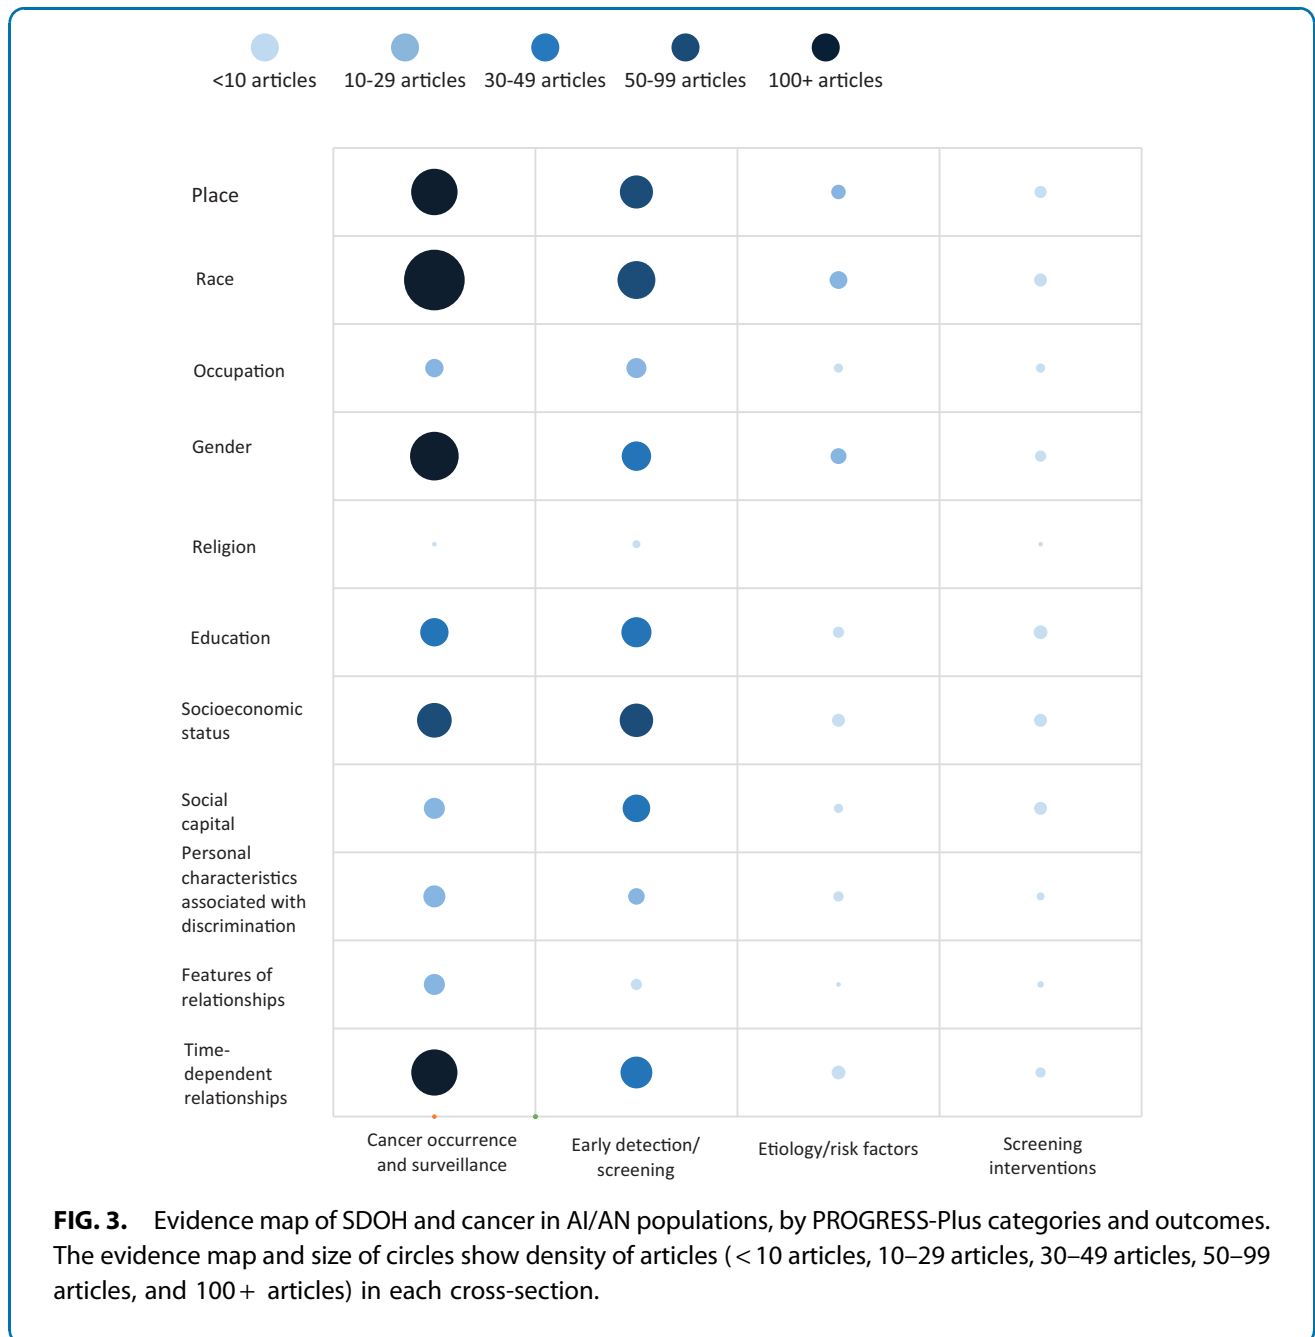 <10 articles
10-29 articles
30-49 articles
50-99 articles
100+ articles
Place
Race
Occupation
Gender
Religion
Education
Socioeconomic
status
Social
capital
Personal
characteristics
associated with
discrimination
Features of
relationships
Time-
dependent
relationships
Cancer occurrence
and surveillance
Early detection/
screening
Etiology/risk factors
Screening
interventions
FIG. 3. Evidence map of SDOH and cancer in AI/AN populations, by PROGRESS-Plus categories and outcomes.
The evidence map and size of circles show density of articles (<10 articles, 10–29 articles, 30–49 articles, 50–99
articles, and 100+ articles) in each cross-section.